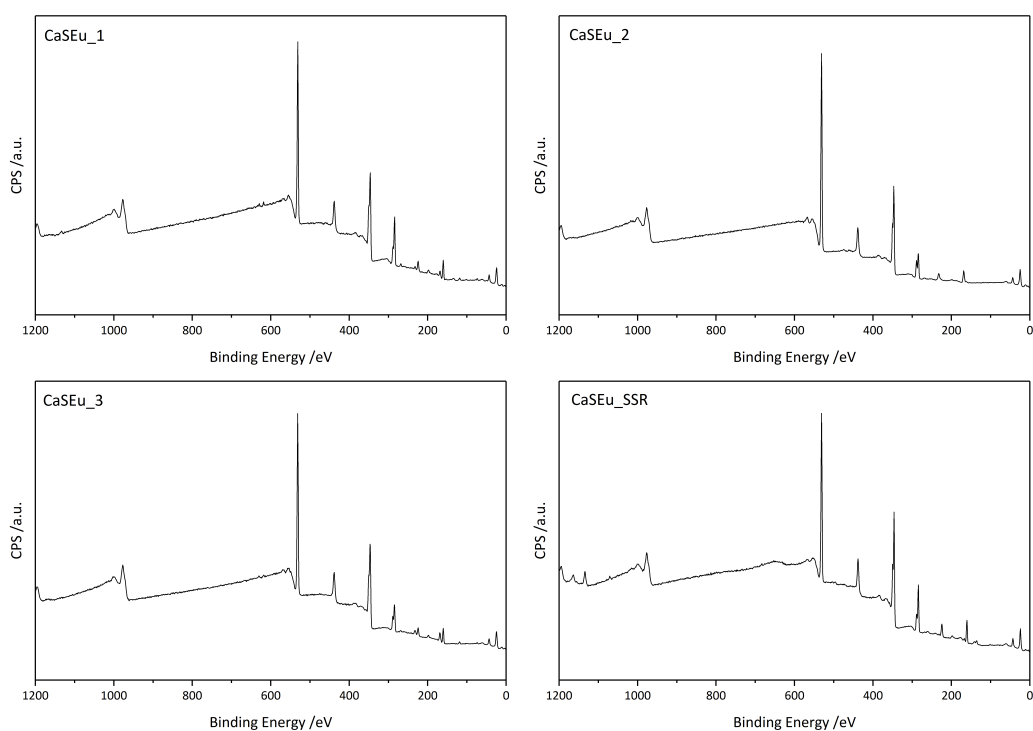 CaSEu_1
CPS /a.u.
1200 1000 800 600 400 200 0
Binding Energy /eV
CaSEu_2
CPS /a.u.
1200 1000 800 600 400 200 0
Binding Energy /eV
CaSEu_3
CPS /a.u.
1200 1000 800 600 400 200 0
Binding Energy /eV
CaSEu_SSR
CPS /a.u.
1200 1000 800 600 400 200 0
Binding Energy /eV